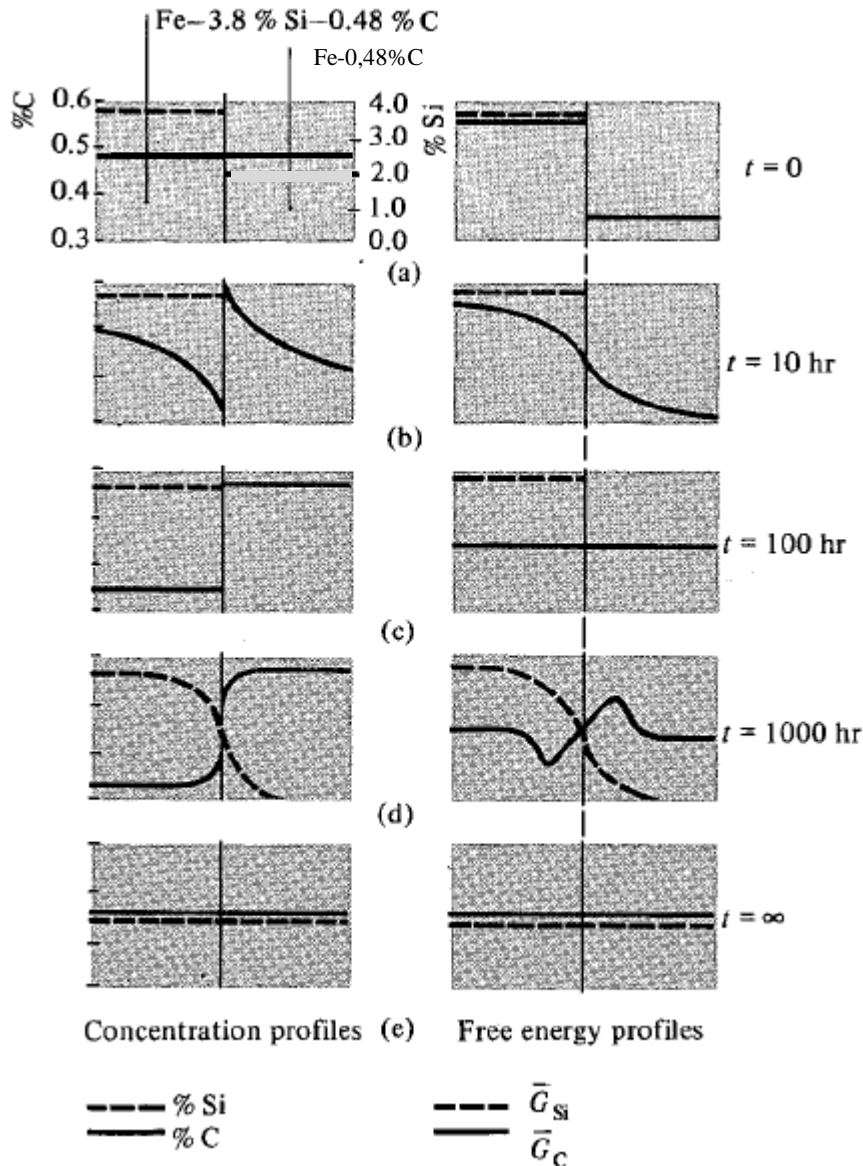 Fe–3.8 % Si–0.48 % C
Fe-0,48%C
%C
0.6
0.5
0.4
0.3
4.0
3.0
2.0
1.0
0.0
% Si
t = 0
(a)
t = 10 hr
(b)
t = 100 hr
(c)
t = 1000 hr
(d)
t = ∞
Concentration profiles (e) Free energy profiles
% Si
% C
G̅Si
G̅C